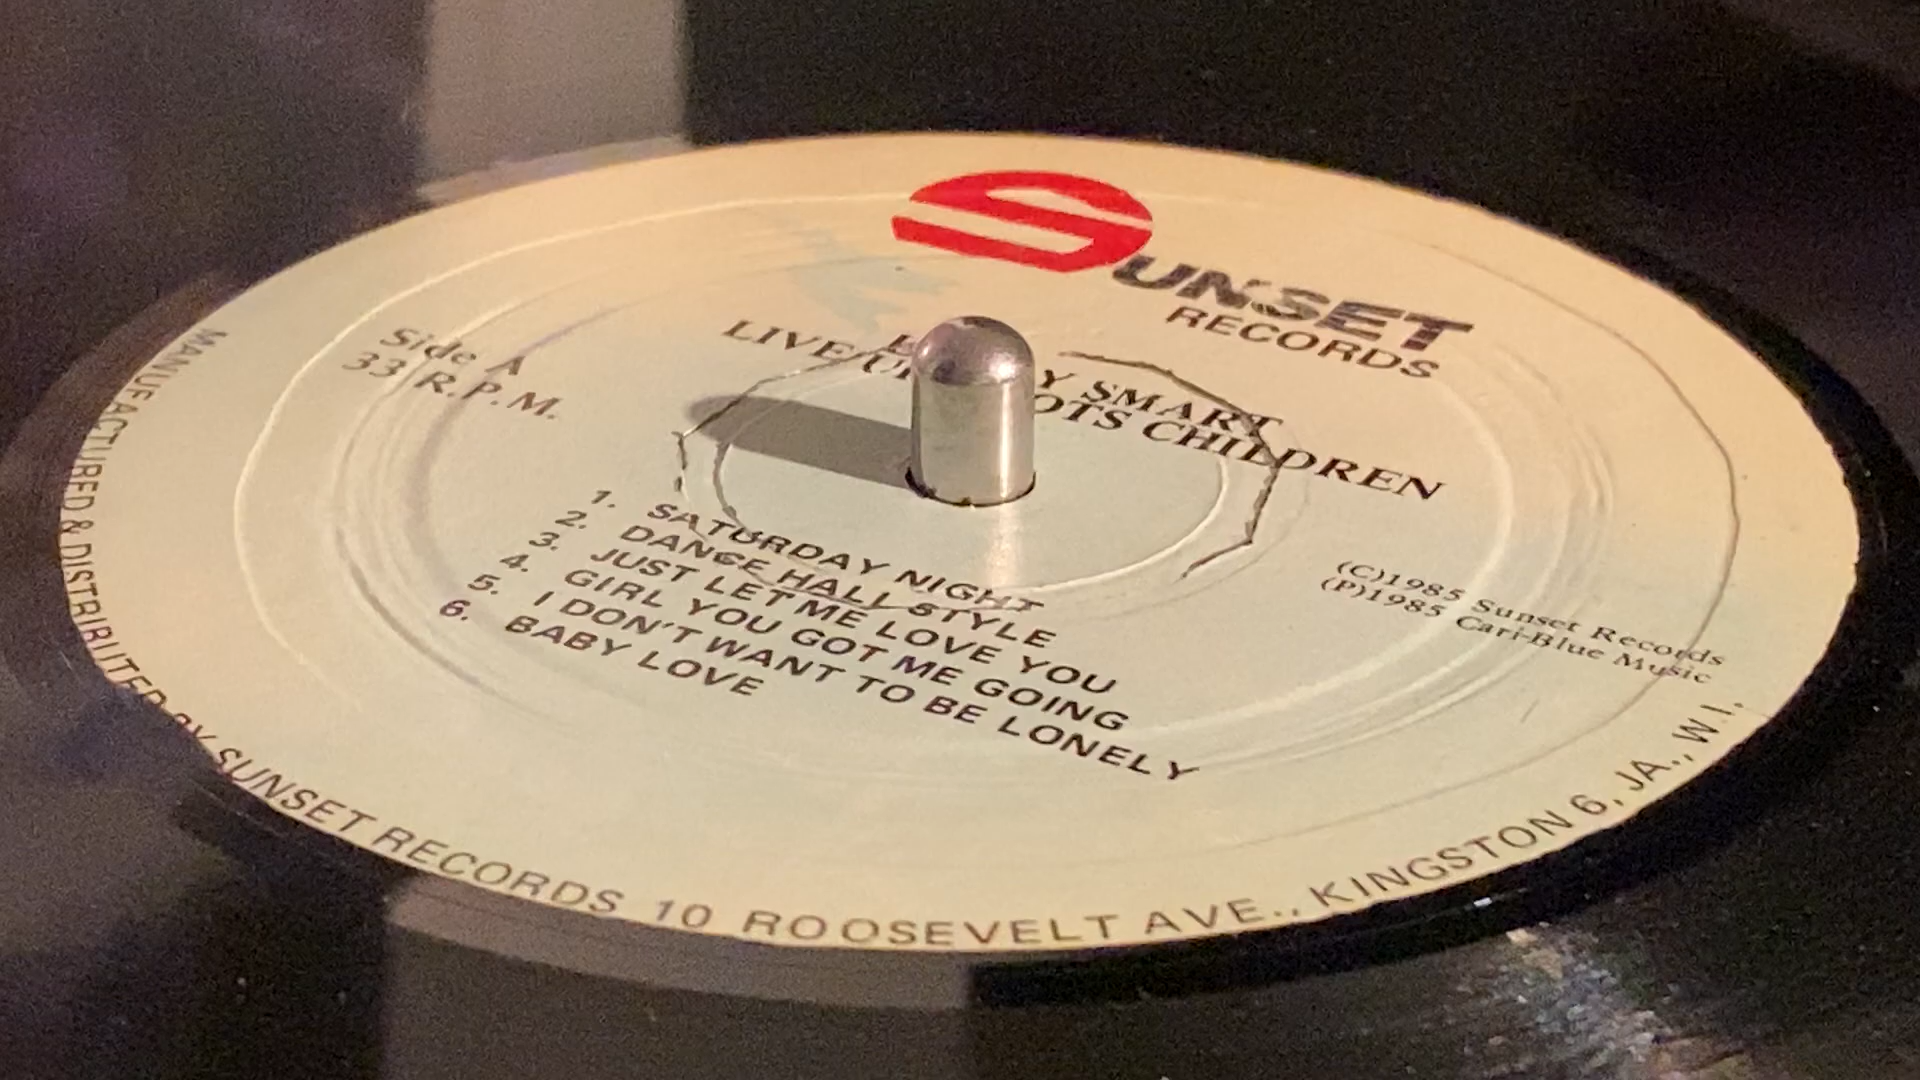 SUNSET
RECORDS
Side A
33 R.P.M.
SMART
LIVE CHILDREN
1. SATURDAY NIGHT
2. DANCE HALL STYLE
3. JUST LET ME LOVE YOU
4. GIRL YOU GOT ME GOING
5. I DON'T WANT TO BE LONELY
6. BABY LOVE
(C)1985 Sunset Records
(P)1985 Cari-Blue Music
MANUFACTURED & DISTRIBUTED BY SUNSET RECORDS 10 ROOSEVELT AVE., KINGSTON 6, JA., W.I.